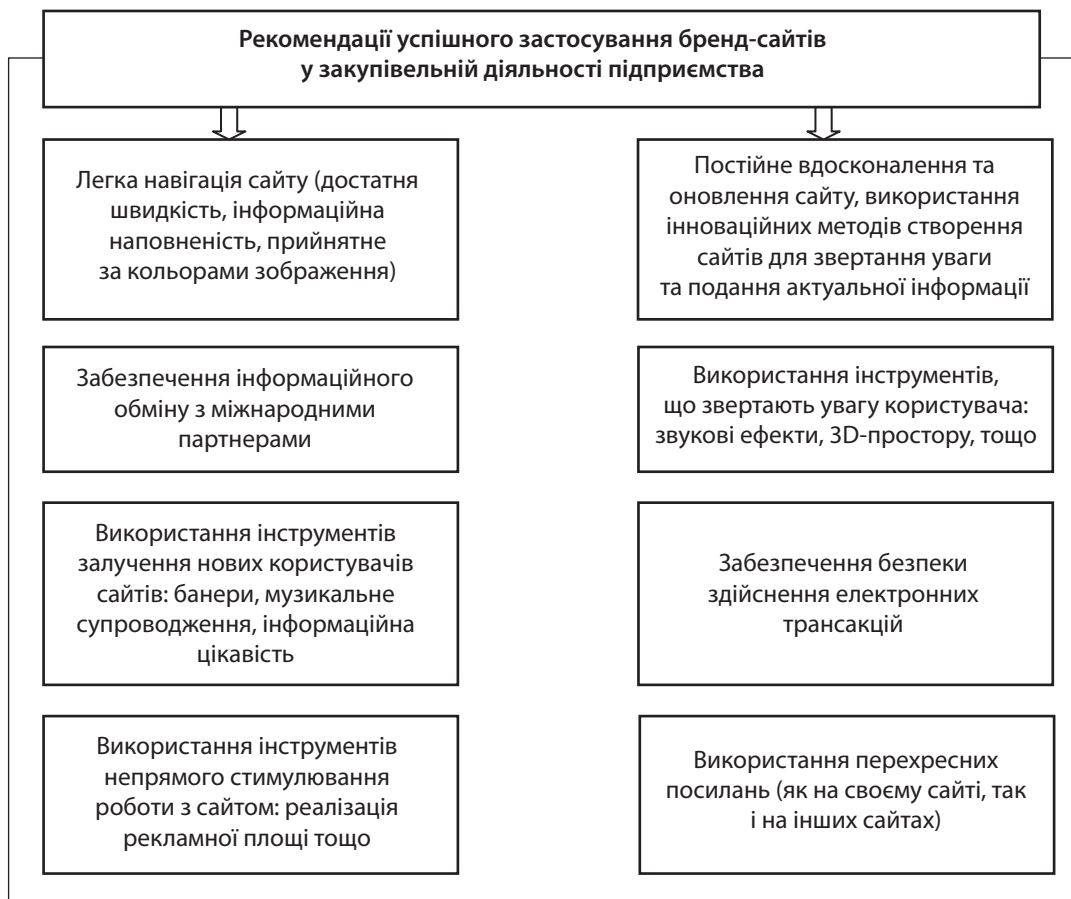 Рекомендації успішного застосування бренд-сайтів
у закупівельній діяльності підприємства
Легка навігація сайту (достатня
швидкість, інформаційна
наповненість, прийнятне
за кольорами зображення)
Постійне вдосконалення та
оновлення сайту, використання
інноваційних методів створення
сайтів для звертання уваги
та подання актуальної інформації
Забезпечення інформаційного
обміну з міжнародними
партнерами
Використання інструментів,
що звертають увагу користувача:
звукові ефекти, 3D-простору, тощо
Використання інструментів
залучення нових користувачів
сайтів: банери, музикальне
супроводження, інформаційна
цікавість
Забезпечення безпеки
здійснення електронних
трансакцій
Використання інструментів
непрямого стимулювання
роботи з сайтом: реалізація
рекламної площі тощо
Використання перехресних
посилань (як на своєму сайті, так
і на інших сайтах)